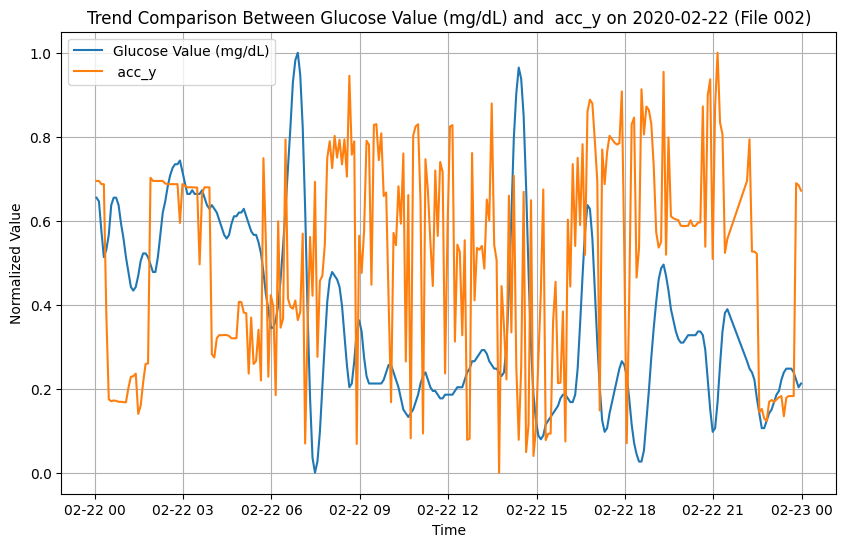 Trend Comparison Between Glucose Value (mg/dL) and  acc_y on 2020-02-22 (File 002)
Glucose Value (mg/dL)
acc_y
1.0
0.8
0.6
0.4
0.2
0.0
Normalized Value
02-22 00 02-22 03 02-22 06 02-22 09 02-22 12 02-22 15 02-22 18 02-22 21 02-23 00
Time